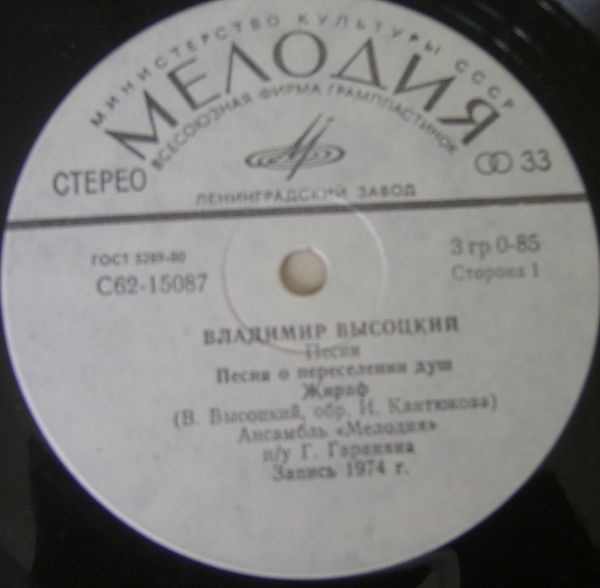 МИНИСТЕРСТВО КУЛЬТУРЫ СССР
МЕЛОДИЯ
ВСЕСОЮЗНАЯ ФИРМА ГРАМПЛАСТИНОК
СТЕРЕО
33
ЛЕНИНГРАДСКИЙ ЗАВОД
ГОСТ 5289-80
3 гр 0-85
С62-15087
Сторона 1
ВЛАДИМИР ВЫСОЦКИЙ
Песни
Песня о переселении душ
Жираф
(В. Высоцкий, обр. И. Кантюкова)
Ансамбль «Мелодия»
п/у Г. Гараняна
Запись 1974 г.